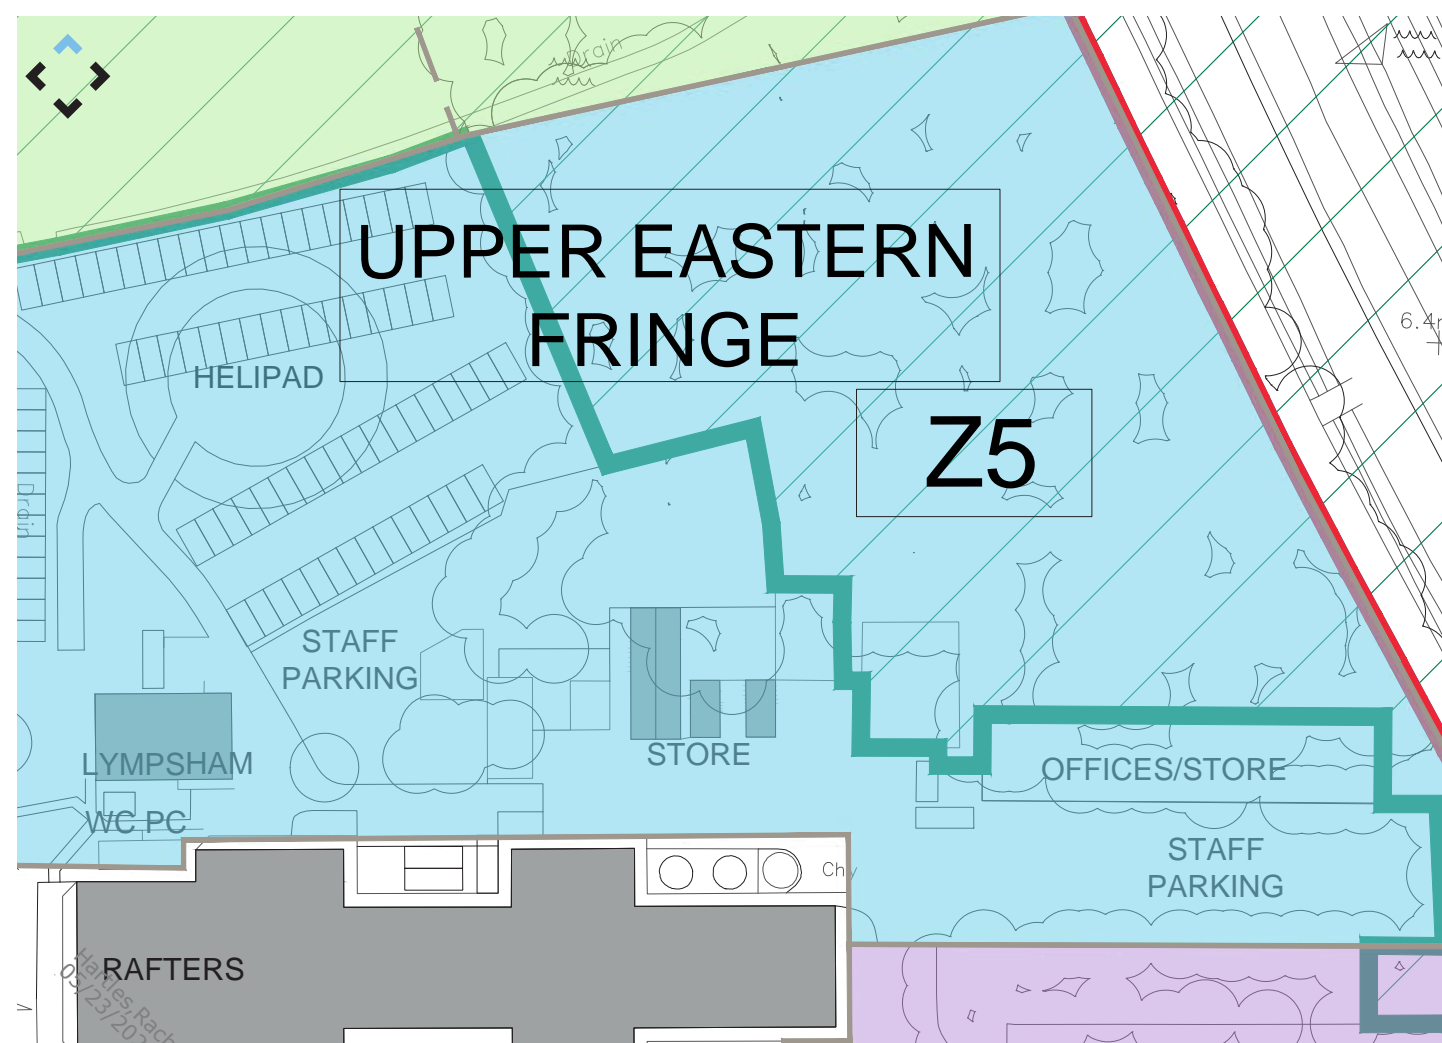 Drain
UPPER EASTERN
FRINGE
6.4
HELIPAD
Z5
Drain
STAFF
PARKING
STORE
LYMPSHAM
OFFICES/STORE
WC PC
STAFF
PARKING
RAFTERS